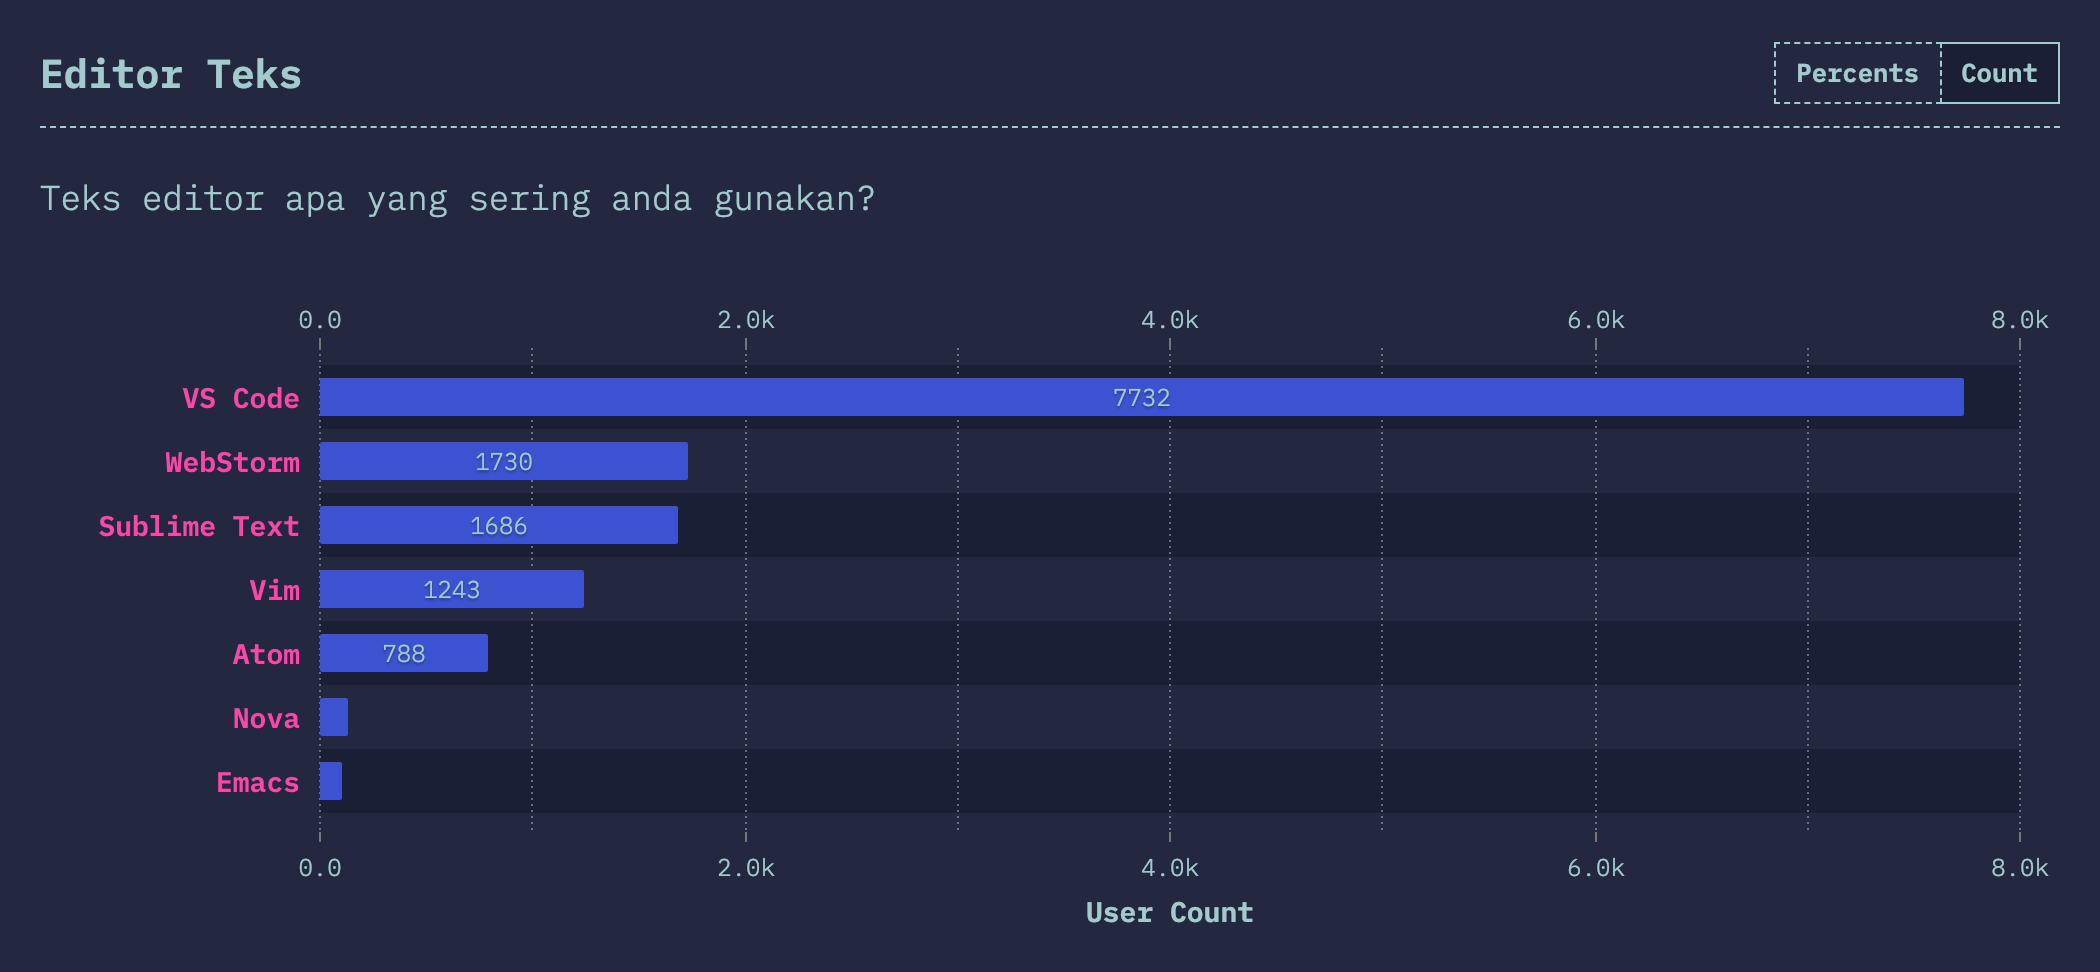 Editor Teks
Percents Count
Teks editor apa yang sering anda gunakan?
0.0 2.0k 4.0k 6.0k 8.0k
VS Code 7732
WebStorm 1730
Sublime Text 1686
Vim 1243
Atom 788
Nova
Emacs
0.0 2.0k 4.0k 6.0k 8.0k
User Count